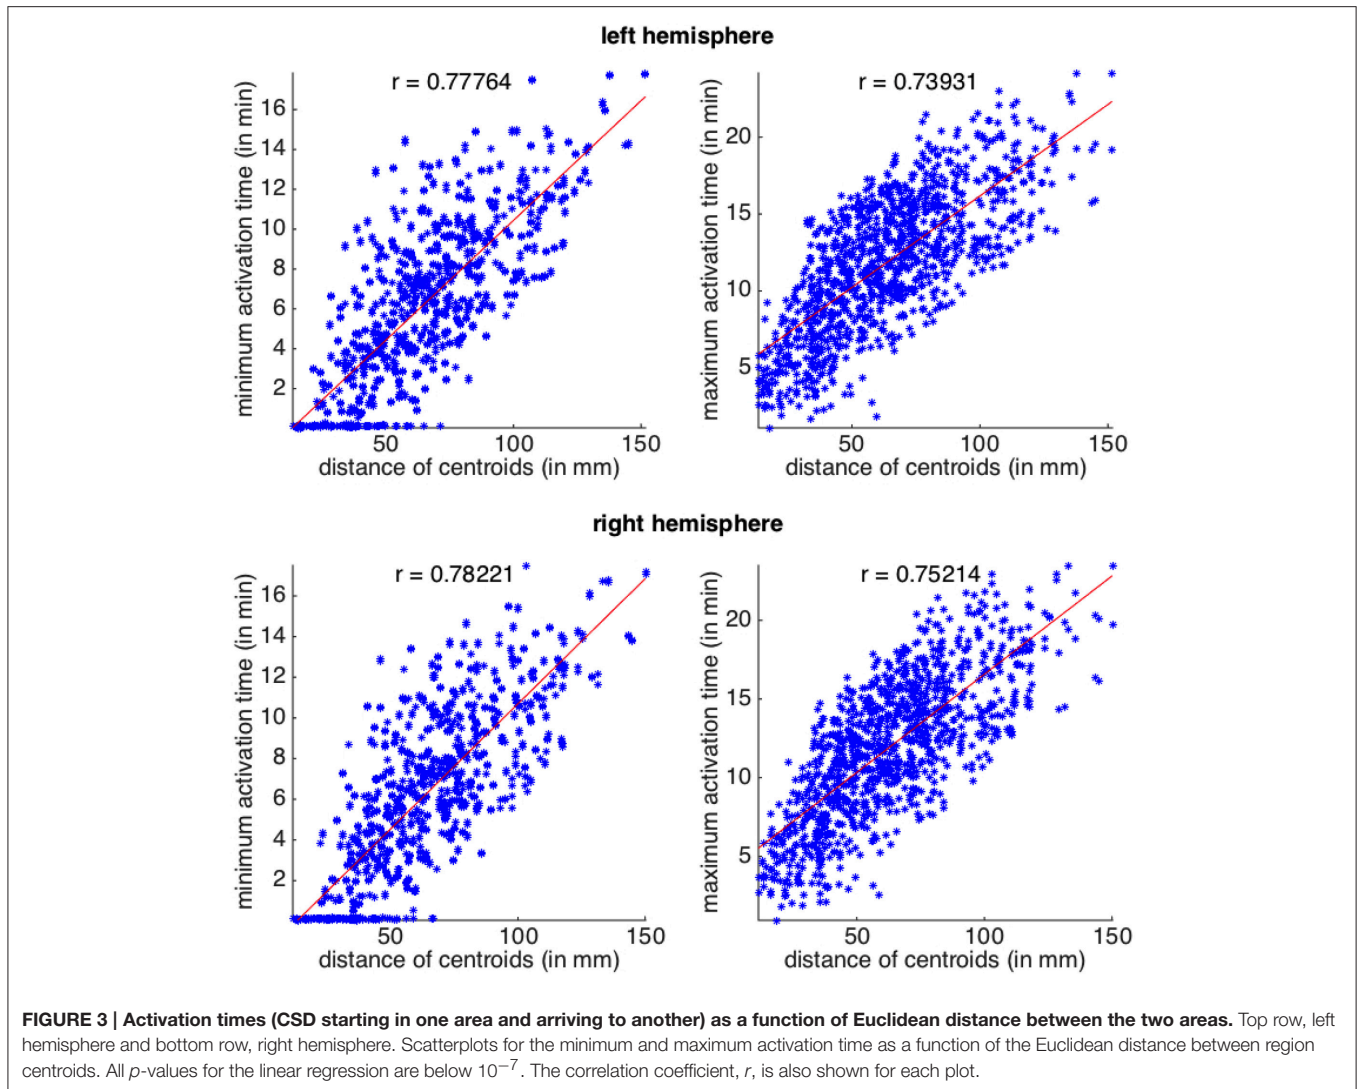 left hemisphere
r = 0.77764
minimum activation time (in min)
16
14
12
10
8
6
4
2
50
100
150
distance of centroids (in mm)
r = 0.73931
maximum activation time (in min)
20
15
10
5
50
100
150
distance of centroids (in mm)
right hemisphere
r = 0.78221
minimum activation time (in min)
16
14
12
10
8
6
4
2
50
100
150
distance of centroids (in mm)
r = 0.75214
maximum activation time (in min)
20
15
10
5
50
100
150
distance of centroids (in mm)
FIGURE 3 | Activation times (CSD starting in one area and arriving to another) as a function of Euclidean distance between the two areas. Top row, left
hemisphere and bottom row, right hemisphere. Scatterplots for the minimum and maximum activation time as a function of the Euclidean distance between region
centroids. All p-values for the linear regression are below 10⁻⁷. The correlation coefficient, r, is also shown for each plot.